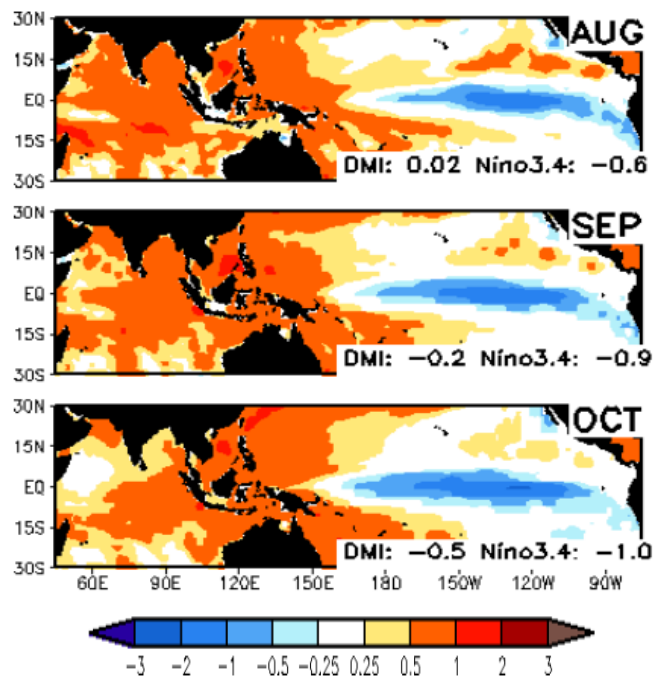 30N
AUG
15N
EQ
15S
30S
DMI: 0.02 Nino3.4: −0.6
30N
SEP
15N
EQ
15S
30S
DMI: −0.2 Nino3.4: −0.9
30N
OCT
15N
EQ
15S
30S
DMI: −0.5 Nino3.4: −1.0
60E 90E 120E 150E 180 150W 120W 90W
−3 −2 −1 −0.5 −0.25 0.25 0.5 1 2 3